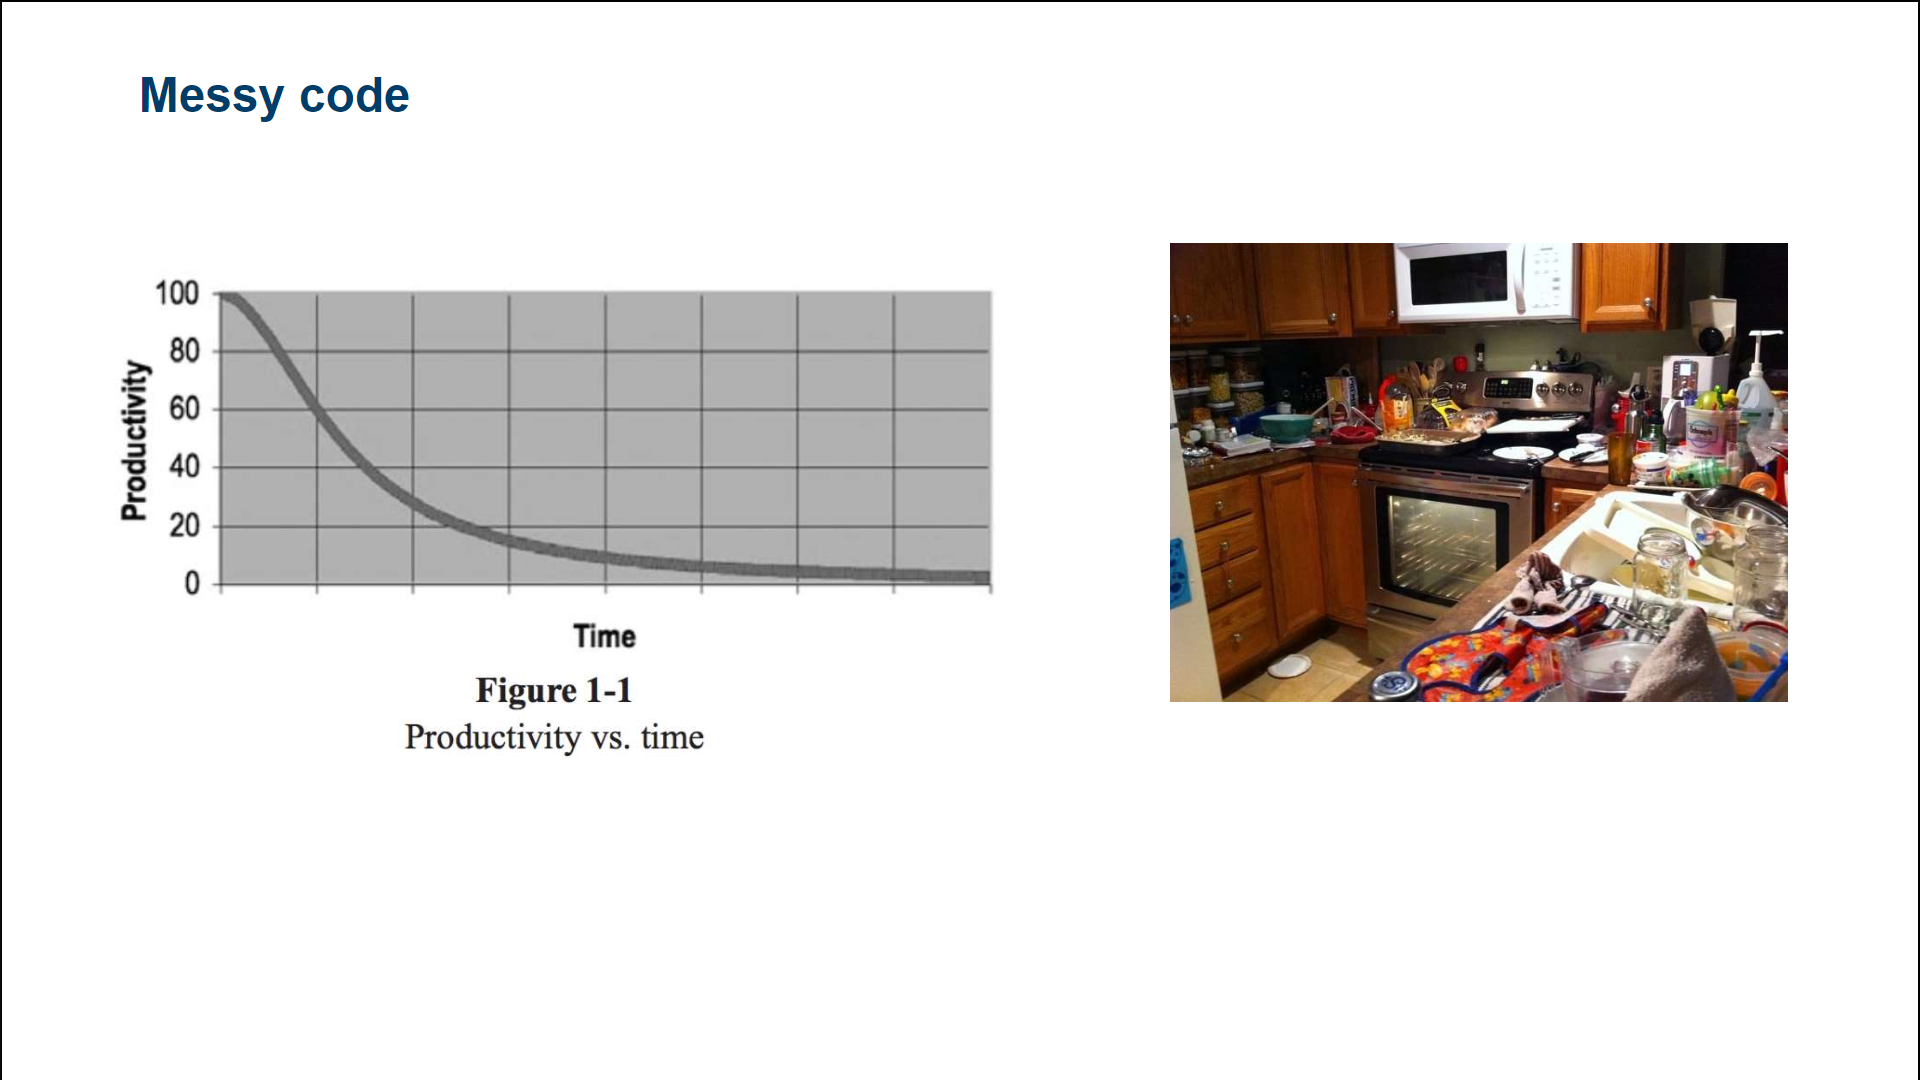 Messy code
100
80
60
40
20
0
Productivity
Time
Figure 1-1
Productivity vs. time